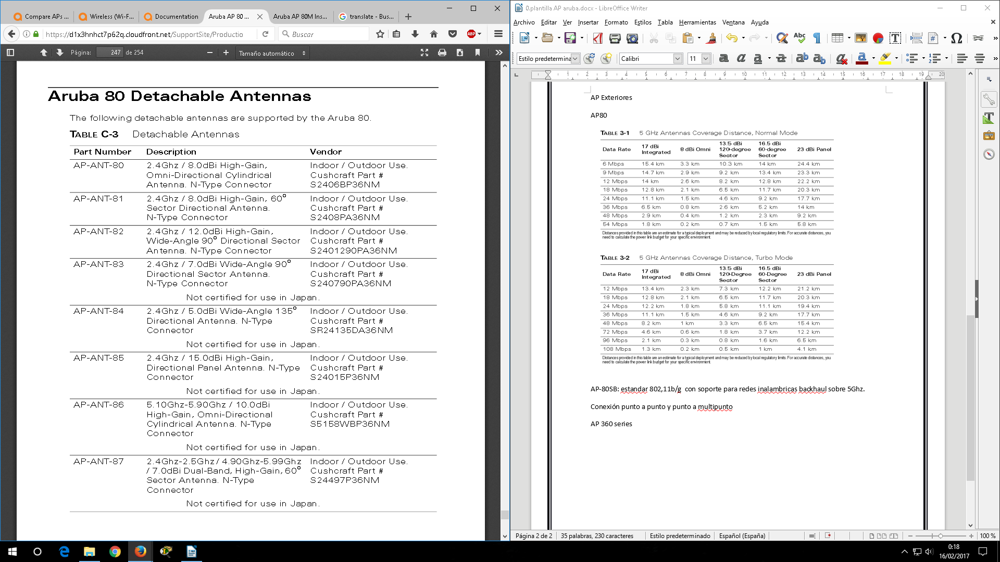 Compare APs ...
Wireless (Wi-F...
Documentation
Aruba AP 80 ...
Aruba AP 80M Ins...
translate - Bus...
https://d1x3hnhct7p62q.cloudfront.net/SupportSite/Productio
Buscar
ABP
Página: 247 de 254
Tamaño automático
Aruba 80 Detachable Antennas
The following detachable antennas are supported by the Aruba 80.
TABLE C-3 Detachable Antennas
Part Number Description Vendor
AP-ANT-80 2.4Ghz / 8.0dBi High-Gain, Indoor / Outdoor Use.
Omni-Directional Cylindrical Cushcraft Part #
Antenna. N-Type Connector S2406BP36NM
AP-ANT-81 2.4Ghz / 8.0dBi High-Gain, 60° Indoor / Outdoor Use.
Sector Directional Antenna. Cushcraft Part #
N-Type Connector S2408PA36NM
AP-ANT-82 2.4Ghz / 12.0dBi High-Gain, Indoor / Outdoor Use.
Wide-Angle 90° Directional Sector Cushcraft Part #
Antenna. N-Type Connector S2401290PA36NM
AP-ANT-83 2.4Ghz / 7.0dBi Wide-Angle 90° Indoor / Outdoor Use.
Directional Sector Antenna. Cushcraft Part #
N-Type Connector S240790PA36NM
Not certified for use in Japan.
AP-ANT-84 2.4Ghz / 5.0dBi Wide-Angle 135° Indoor / Outdoor Use.
Directional Antenna. N-Type Cushcraft Part #
Connector SR24135DA36NM
Not certified for use in Japan.
AP-ANT-85 2.4Ghz / 15.0dBi High-Gain, Indoor / Outdoor Use.
Directional Panel Antenna. N-Type Cushcraft Part #
Connector S24015P36NM
Not certified for use in Japan.
AP-ANT-86 5.10Ghz-5.90Ghz / 10.0dBi Indoor / Outdoor Use.
High-Gain, Omni-Directional Cushcraft Part #
Cylindrical Antenna. N-Type S5158WBP36NM
Connector
Not certified for use in Japan.
AP-ANT-87 2.4Ghz-2.5Ghz / 4.90Ghz-5.99Ghz Indoor / Outdoor Use.
/ 7.0dBi Dual-Band, High-Gain, 60° Cushcraft Part #
Sector Antenna. N-Type S24497P36NM
Connector
Not certified for use in Japan.
0.plantilla AP aruba.docx - LibreOffice Writer
Archivo Editar Ver Insertar Formato Estilos Tabla Herramientas Ventana Ayuda
Estilo predetermina Calibri 11
1 2 3 4 5 6 7 8 9 10 11 12 13 14 15 16 17 18 19 20
AP Exteriores
AP80
TABLE 3-1 5 GHz Antennas Coverage Distance, Normal Mode
Data Rate 17 dBi Integrated 8 dBi Omni 13.5 dBi 120-degree Sector 16.5 dBi 60-degree Sector 23 dBi Panel
6 Mbps 15.4 km 3.3 km 10.3 km 14 km 24.4 km
9 Mbps 14.7 km 2.9 km 9.2 km 13.4 km 23.3 km
12 Mbps 14 km 2.6 km 8.2 km 12.8 km 22.2 km
18 Mbps 12.8 km 2.1 km 6.5 km 11.7 km 20.3 km
24 Mbps 11.1 km 1.5 km 4.6 km 9.2 km 17.7 km
36 Mbps 6.5 km 0.8 km 2.6 km 5.2 km 14 km
48 Mbps 2.9 km 0.4 km 1.2 km 2.3 km 9.2 km
54 Mbps 1.8 km 0.2 km 0.7 km 1.5 km 5.8 km
Distances provided in this table are an estimate for a typical deployment and may be reduced by local regulatory limits. For accurate distances, you
need to calculate the power link budget for your specific environment.
TABLE 3-2 5 GHz Antennas Coverage Distance, Turbo Mode
Data Rate 17 dBi Integrated 8 dBi Omni 13.5 dBi 120-Degree Sector 16.5 dBi 60-Degree Sector 23 dBi Panel
12 Mbps 13.4 km 2.3 km 7.3 km 12.2 km 21.2 km
18 Mbps 12.8 km 2.1 km 6.5 km 11.7 km 20.3 km
24 Mbps 12.2 km 1.8 km 5.8 km 11.1 km 19.4 km
36 Mbps 11.1 km 1.5 km 4.6 km 9.2 km 17.7 km
48 Mbps 8.2 km 1 km 3.3 km 6.5 km 15.4 km
72 Mbps 4.6 km 0.6 km 1.8 km 3.7 km 12.2 km
96 Mbps 2.1 km 0.3 km 0.8 km 1.6 km 6.5 km
108 Mbps 1.3 km 0.2 km 0.5 km 1 km 4.1 km
Distances provided in this table are an estimate for a typical deployment and may be reduced by local regulatory limits. For accurate distances, you
need to calculate the power link budget for your specific environment.
AP-80SB: estandar 802,11b/g con soporte para redes inalambricas backhaul sobre 5Ghz.
Conexión punto a punto y punto a multipunto
AP 360 series
Página 2 de 2 35 palabras, 230 caracteres Estilo predeterminado Español (España) 100 %
0:18
16/02/2017